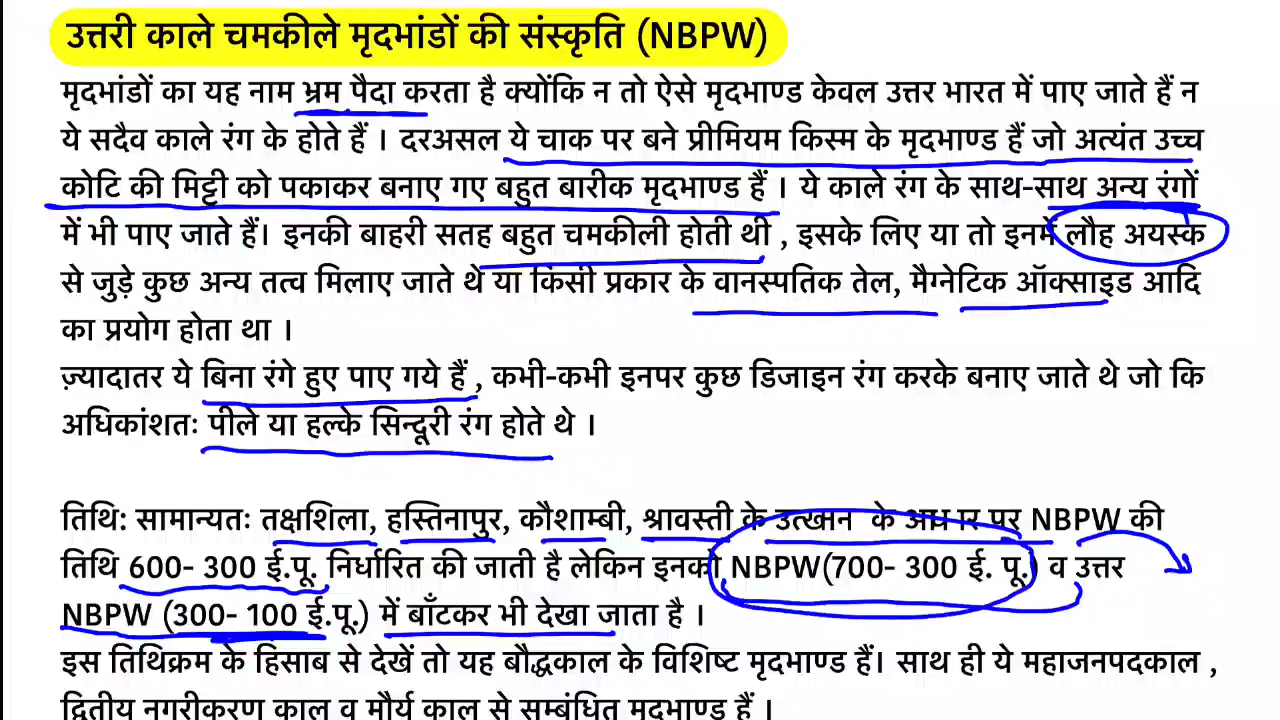 उत्तरी काले चमकीले मृदभांडों की संस्कृति (NBPW)
मृदभांडों का यह नाम भ्रम पैदा करता है क्योंकि न तो ऐसे मृदभाण्ड केवल उत्तर भारत में पाए जाते हैं न
ये सदैव काले रंग के होते हैं । दरअसल ये चाक पर बने प्रीमियम किस्म के मृदभाण्ड हैं जो अत्यंत उच्च
कोटि की मिट्टी को पकाकर बनाए गए बहुत बारीक मृदभाण्ड हैं । ये काले रंग के साथ-साथ अन्य रंगों
में भी पाए जाते हैं। इनकी बाहरी सतह बहुत चमकीली होती थी , इसके लिए या तो इनमें लौह अयस्क
से जुड़े कुछ अन्य तत्व मिलाए जाते थे या किसी प्रकार के वानस्पतिक तेल, मैग्नेटिक ऑक्साइड आदि
का प्रयोग होता था ।
ज़्यादातर ये बिना रंगे हुए पाए गये हैं , कभी-कभी इनपर कुछ डिजाइन रंग करके बनाए जाते थे जो कि
अधिकांशतः पीले या हल्के सिन्दूरी रंग होते थे ।
तिथि: सामान्यतः तक्षशिला, हस्तिनापुर, कौशाम्बी, श्रावस्ती के उत्खनन के आधार पर NBPW की
तिथि 600- 300 ई.पू. निर्धारित की जाती है लेकिन इनको NBPW(700- 300 ई. पू.) व उत्तर
NBPW (300- 100 ई.पू.) में बाँटकर भी देखा जाता है ।
इस तिथिक्रम के हिसाब से देखें तो यह बौद्धकाल के विशिष्ट मृदभाण्ड हैं। साथ ही ये महाजनपदकाल ,
द्वितीय नगरीकरण काल व मौर्य काल से सम्बंधित मृदभाण्ड हैं ।